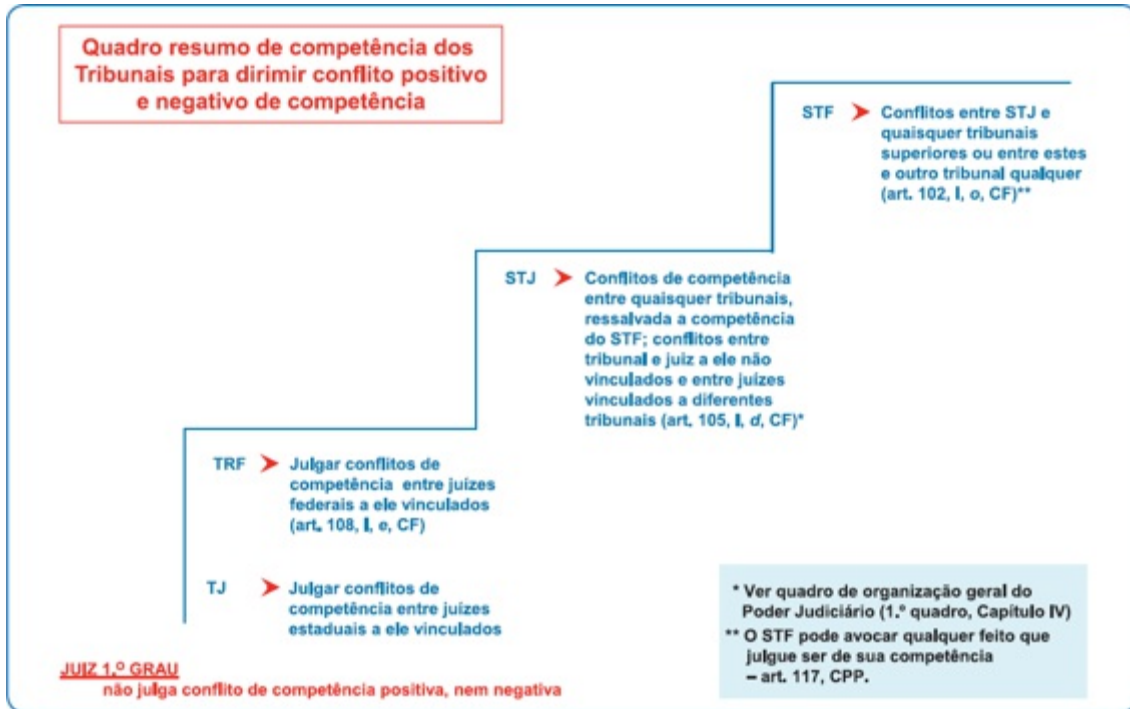 Quadro resumo de competência dos
Tribunais para dirimir conflito positivo
e negativo de competência
STF
Conflitos entre STJ e
quaisquer tribunais
superiores ou entre estes
e outro tribunal qualquer
(art. 102, I, o, CF)**
STJ
Conflitos de competência
entre quaisquer tribunais,
ressalvada a competência
do STF; conflitos entre
tribunal e juiz a ele não
vinculados e entre juízes
vinculados a diferentes
tribunais (art. 105, I, d, CF)*
TRF
Julgar conflitos de
competência entre juízes
federais a ele vinculados
(art. 108, I, e, CF)
TJ
Julgar conflitos de
competência entre juízes
estaduais a ele vinculados
JUIZ 1.º GRAU
não julga conflito de competência positiva, nem negativa
* Ver quadro de organização geral do
Poder Judiciário (1.º quadro, Capítulo IV)
** O STF pode avocar qualquer feito que
julgue ser de sua competência
– art. 117, CPP.